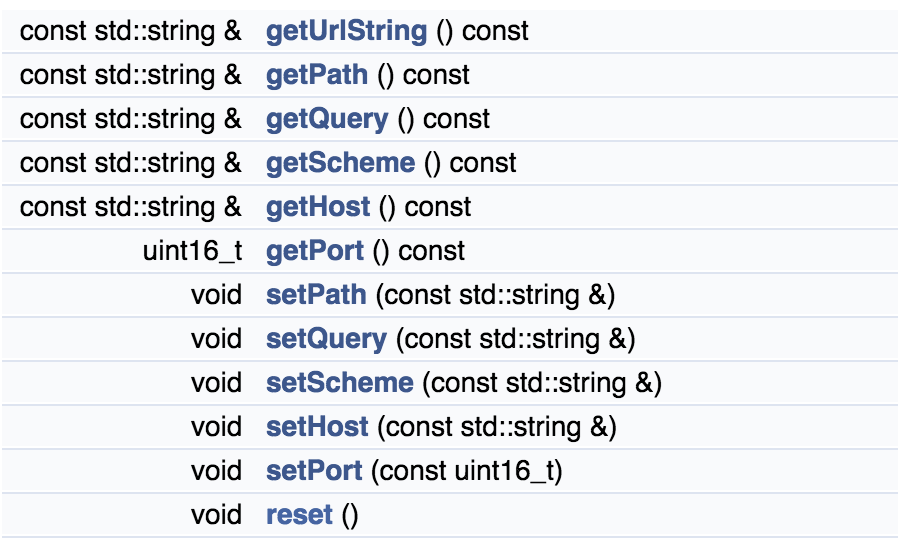 const std::string & getUrlString () const
const std::string & getPath () const
const std::string & getQuery () const
const std::string & getScheme () const
const std::string & getHost () const
uint16_t getPort () const
void setPath (const std::string &)
void setQuery (const std::string &)
void setScheme (const std::string &)
void setHost (const std::string &)
void setPort (const uint16_t)
void reset ()